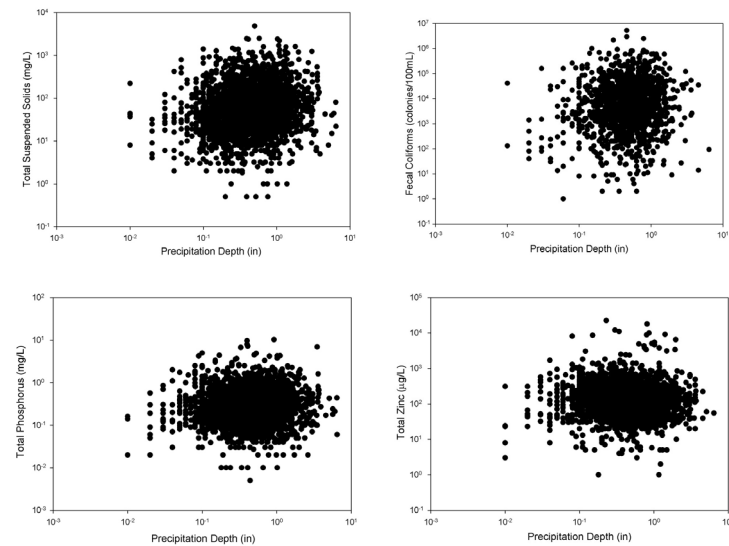 Total Suspended Solids (mg/L)
10⁴
10³
10²
10¹
10⁰
10⁻¹
10⁻³ 10⁻² 10⁻¹ 10⁰ 10¹
Precipitation Depth (in)
Fecal Coliforms (colonies/100mL)
10⁷
10⁶
10⁵
10⁴
10³
10²
10¹
10⁰
10⁻¹
10⁻³ 10⁻² 10⁻¹ 10⁰ 10¹
Precipitation Depth (in)
Total Phosphorus (mg/L)
10²
10¹
10⁰
10⁻¹
10⁻²
10⁻³
10⁻³ 10⁻² 10⁻¹ 10⁰ 10¹
Precipitation Depth (in)
Total Zinc (µg/L)
10⁵
10⁴
10³
10²
10¹
10⁰
10⁻¹
10⁻³ 10⁻² 10⁻¹ 10⁰ 10¹
Precipitation Depth (in)